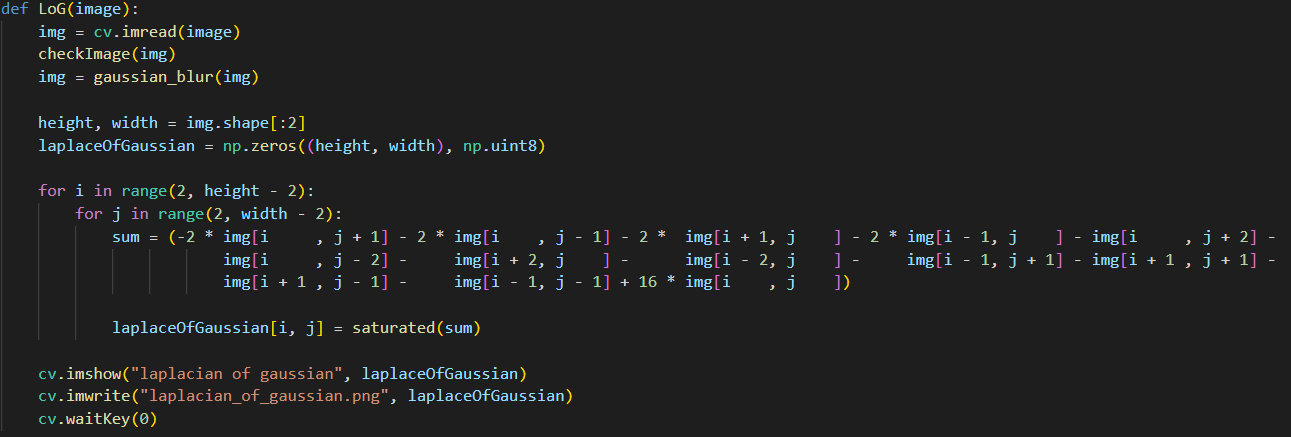 def LoG(image):
    img = cv.imread(image)
    checkImage(img)
    img = gaussian_blur(img)

    height, width = img.shape[:2]
    laplaceOfGaussian = np.zeros((height, width), np.uint8)

    for i in range(2, height - 2):
        for j in range(2, width - 2):
            sum = (-2 * img[i    , j + 1] - 2 * img[i    , j - 1] - 2 *  img[i + 1, j    ] - 2 * img[i - 1, j    ] - img[i     , j + 2] -
                        img[i     , j - 2] -     img[i + 2, j    ] -      img[i - 2, j    ] -     img[i - 1, j + 1] - img[i + 1 , j + 1] -
                        img[i + 1 , j - 1] -     img[i - 1, j - 1] + 16 * img[i    , j    ])

            laplaceOfGaussian[i, j] = saturated(sum)

    cv.imshow("laplacian of gaussian", laplaceOfGaussian)
    cv.imwrite("laplacian_of_gaussian.png", laplaceOfGaussian)
    cv.waitKey(0)